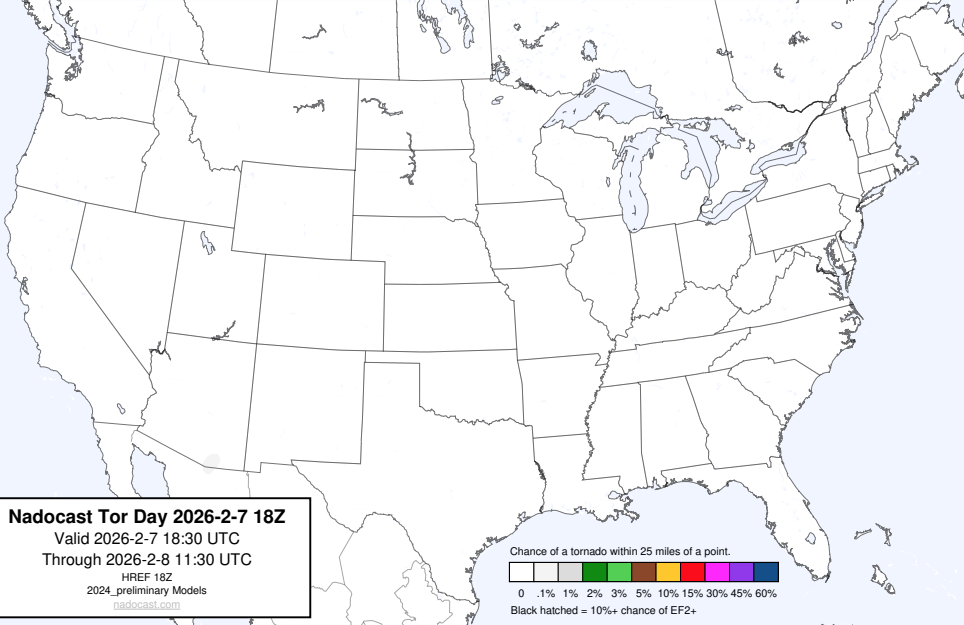 Nadocast Tor Day 2026-2-7 18Z
Valid 2026-2-7 18:30 UTC
Through 2026-2-8 11:30 UTC
HREF 18Z
2024_preliminary Models
nadocast.com
Chance of a tornado within 25 miles of a point.
0 .1% 1% 2% 3% 5% 10% 15% 30% 45% 60%
Black hatched = 10%+ chance of EF2+